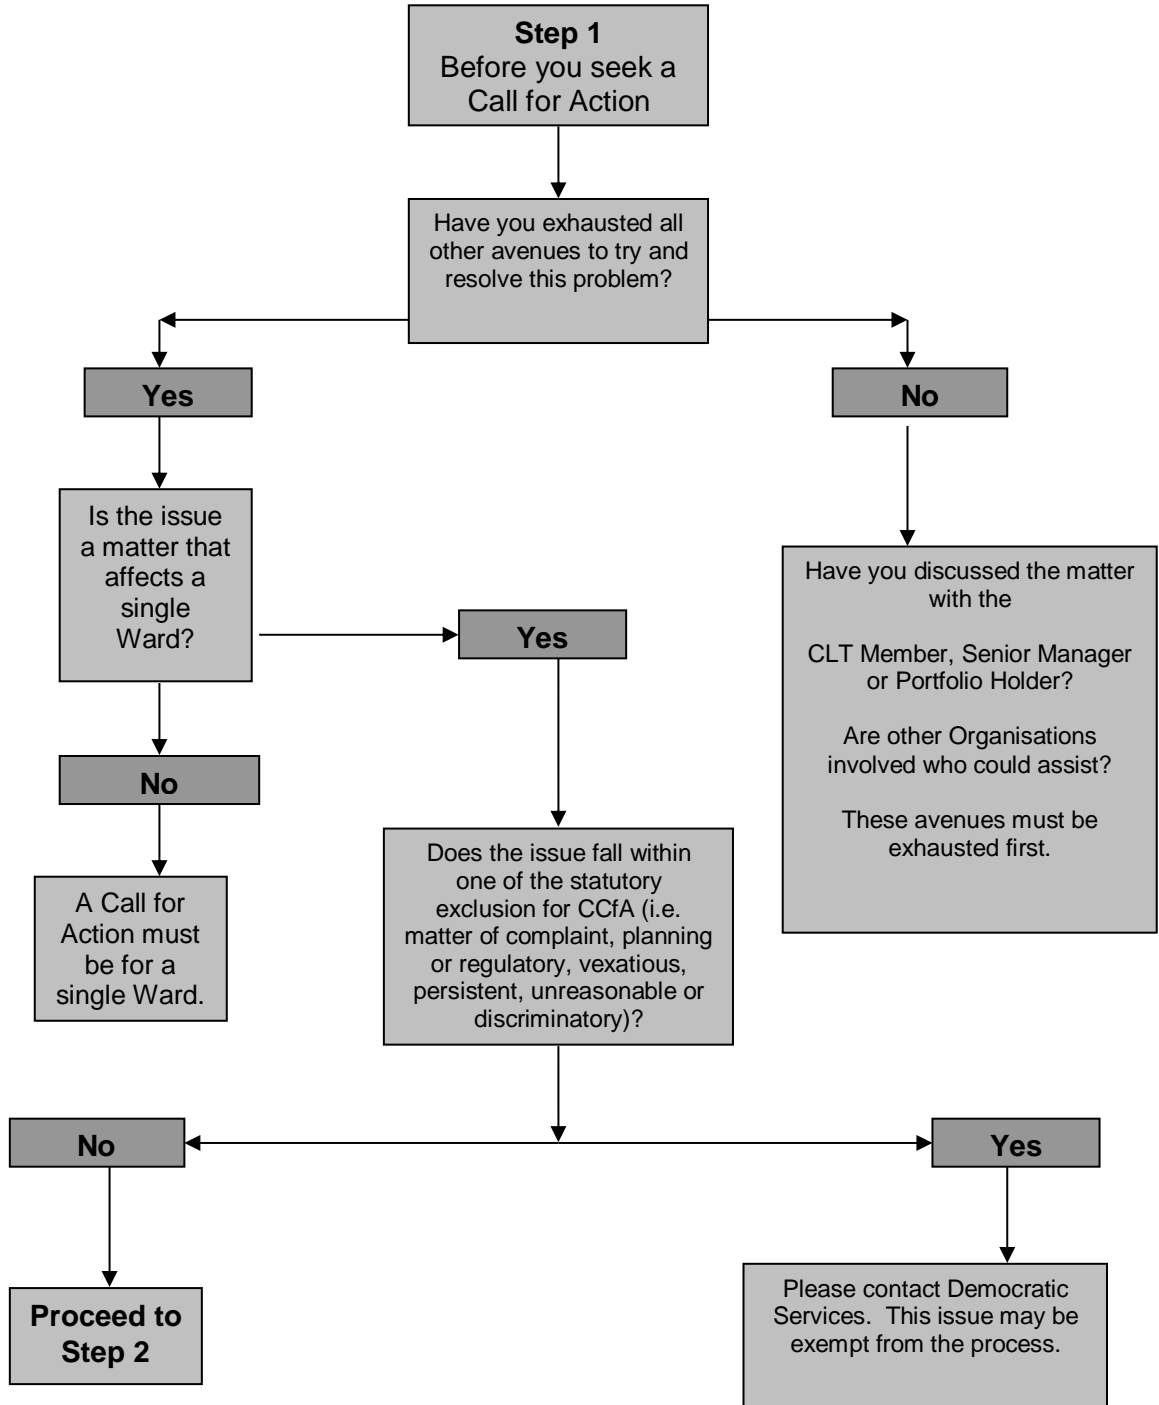 Step 1
Before you seek a
Call for Action
Have you exhausted all
other avenues to try and
resolve this problem?
Yes
No
Is the issue
a matter that
affects a
single
Ward?
Yes
No
A Call for
Action must
be for a
single Ward.
Have you discussed the matter
with the
CLT Member, Senior Manager
or Portfolio Holder?
Are other Organisations
involved who could assist?
These avenues must be
exhausted first.
Does the issue fall within
one of the statutory
exclusion for CCfA (i.e.
matter of complaint, planning
or regulatory, vexatious,
persistent, unreasonable or
discriminatory)?
No
Yes
Proceed to
Step 2
Please contact Democratic
Services.  This issue may be
exempt from the process.